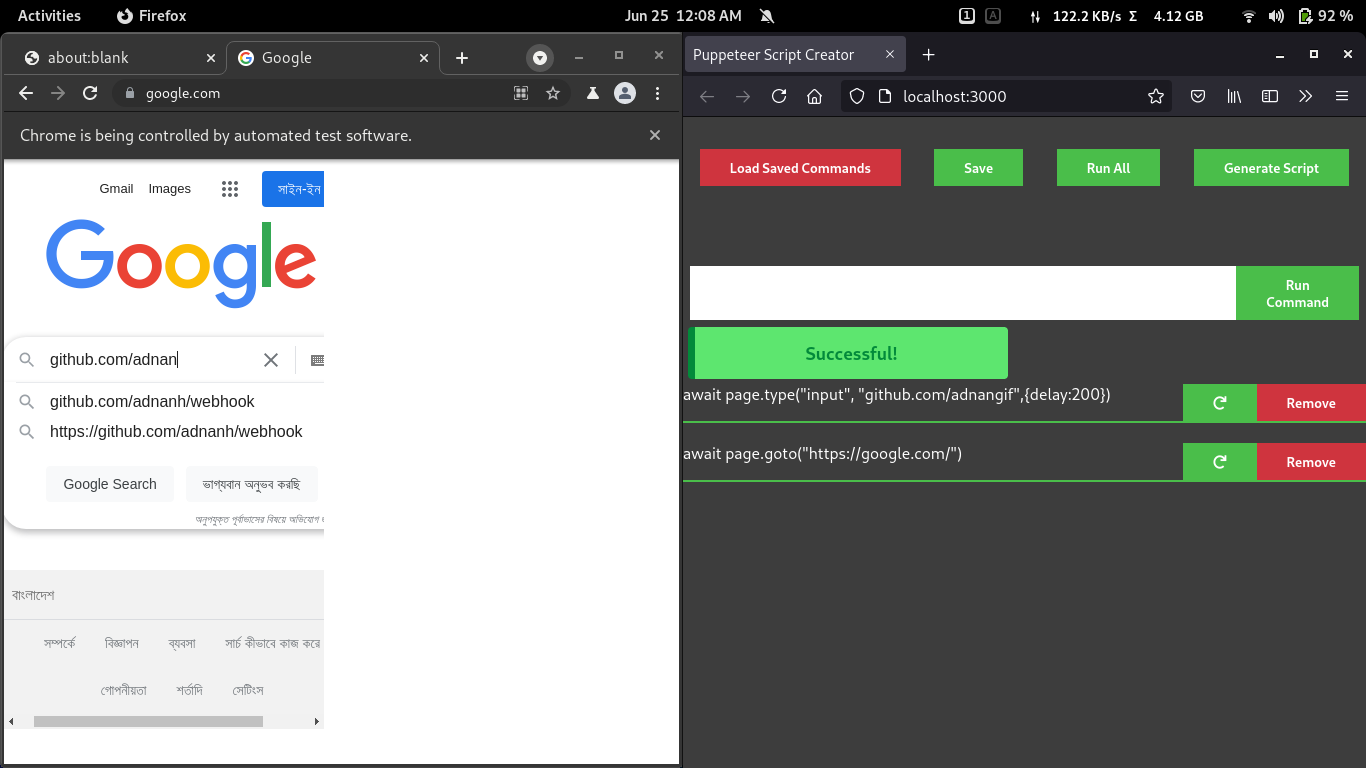 Activities Firefox Jun 25 12:08 AM 1 A 122.2 KB/s Σ 4.12 GB 92 %
about:blank Google
google.com
Chrome is being controlled by automated test software.
Gmail Images সাইন-ইন
Google
github.com/adnan
github.com/adnanh/webhook
https://github.com/adnanh/webhook
Google Search ভাগ্যবান অনুভব করছি
অনুপযুক্ত পূর্বাভাসের বিষয়ে অভিযোগ
বাংলাদেশ
সম্পর্কে বিজ্ঞাপন ব্যবসা সার্চ কীভাবে কাজ করে
গোপনীয়তা শর্তাদি সেটিংস
Puppeteer Script Creator
localhost:3000
Load Saved Commands Save Run All Generate Script
Run
Command
Successful!
await page.type("input", "github.com/adnangif",{delay:200}) Remove
await page.goto("https://google.com/") Remove